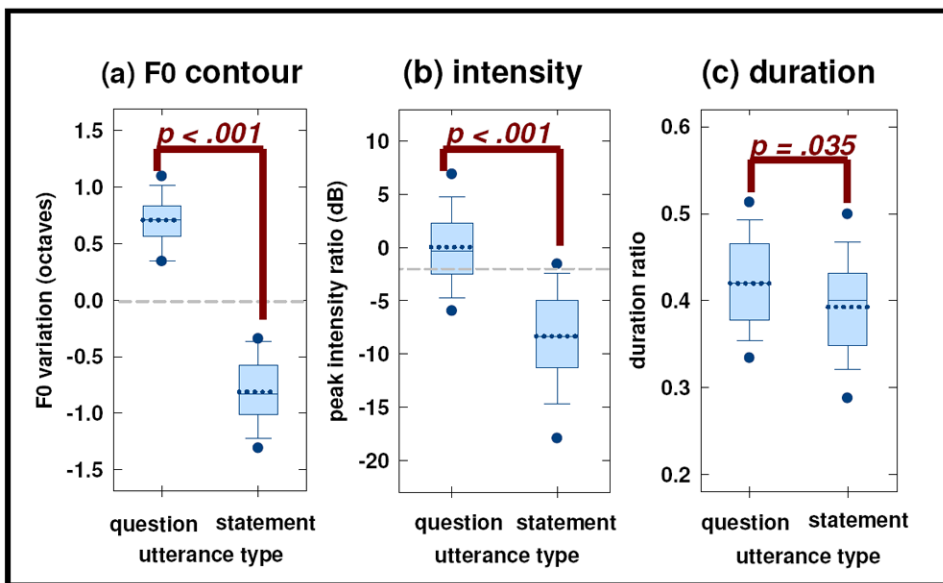 (a) F0 contour
F0 variation (octaves)
1.5
1.0
0.5
0.0
-0.5
-1.0
-1.5
p < .001
question statement
utterance type
(b) intensity
peak intensity ratio (dB)
10
5
0
-5
-10
-15
-20
p < .001
question statement
utterance type
(c) duration
duration ratio
0.6
0.5
0.4
0.3
0.2
p = .035
question statement
utterance type